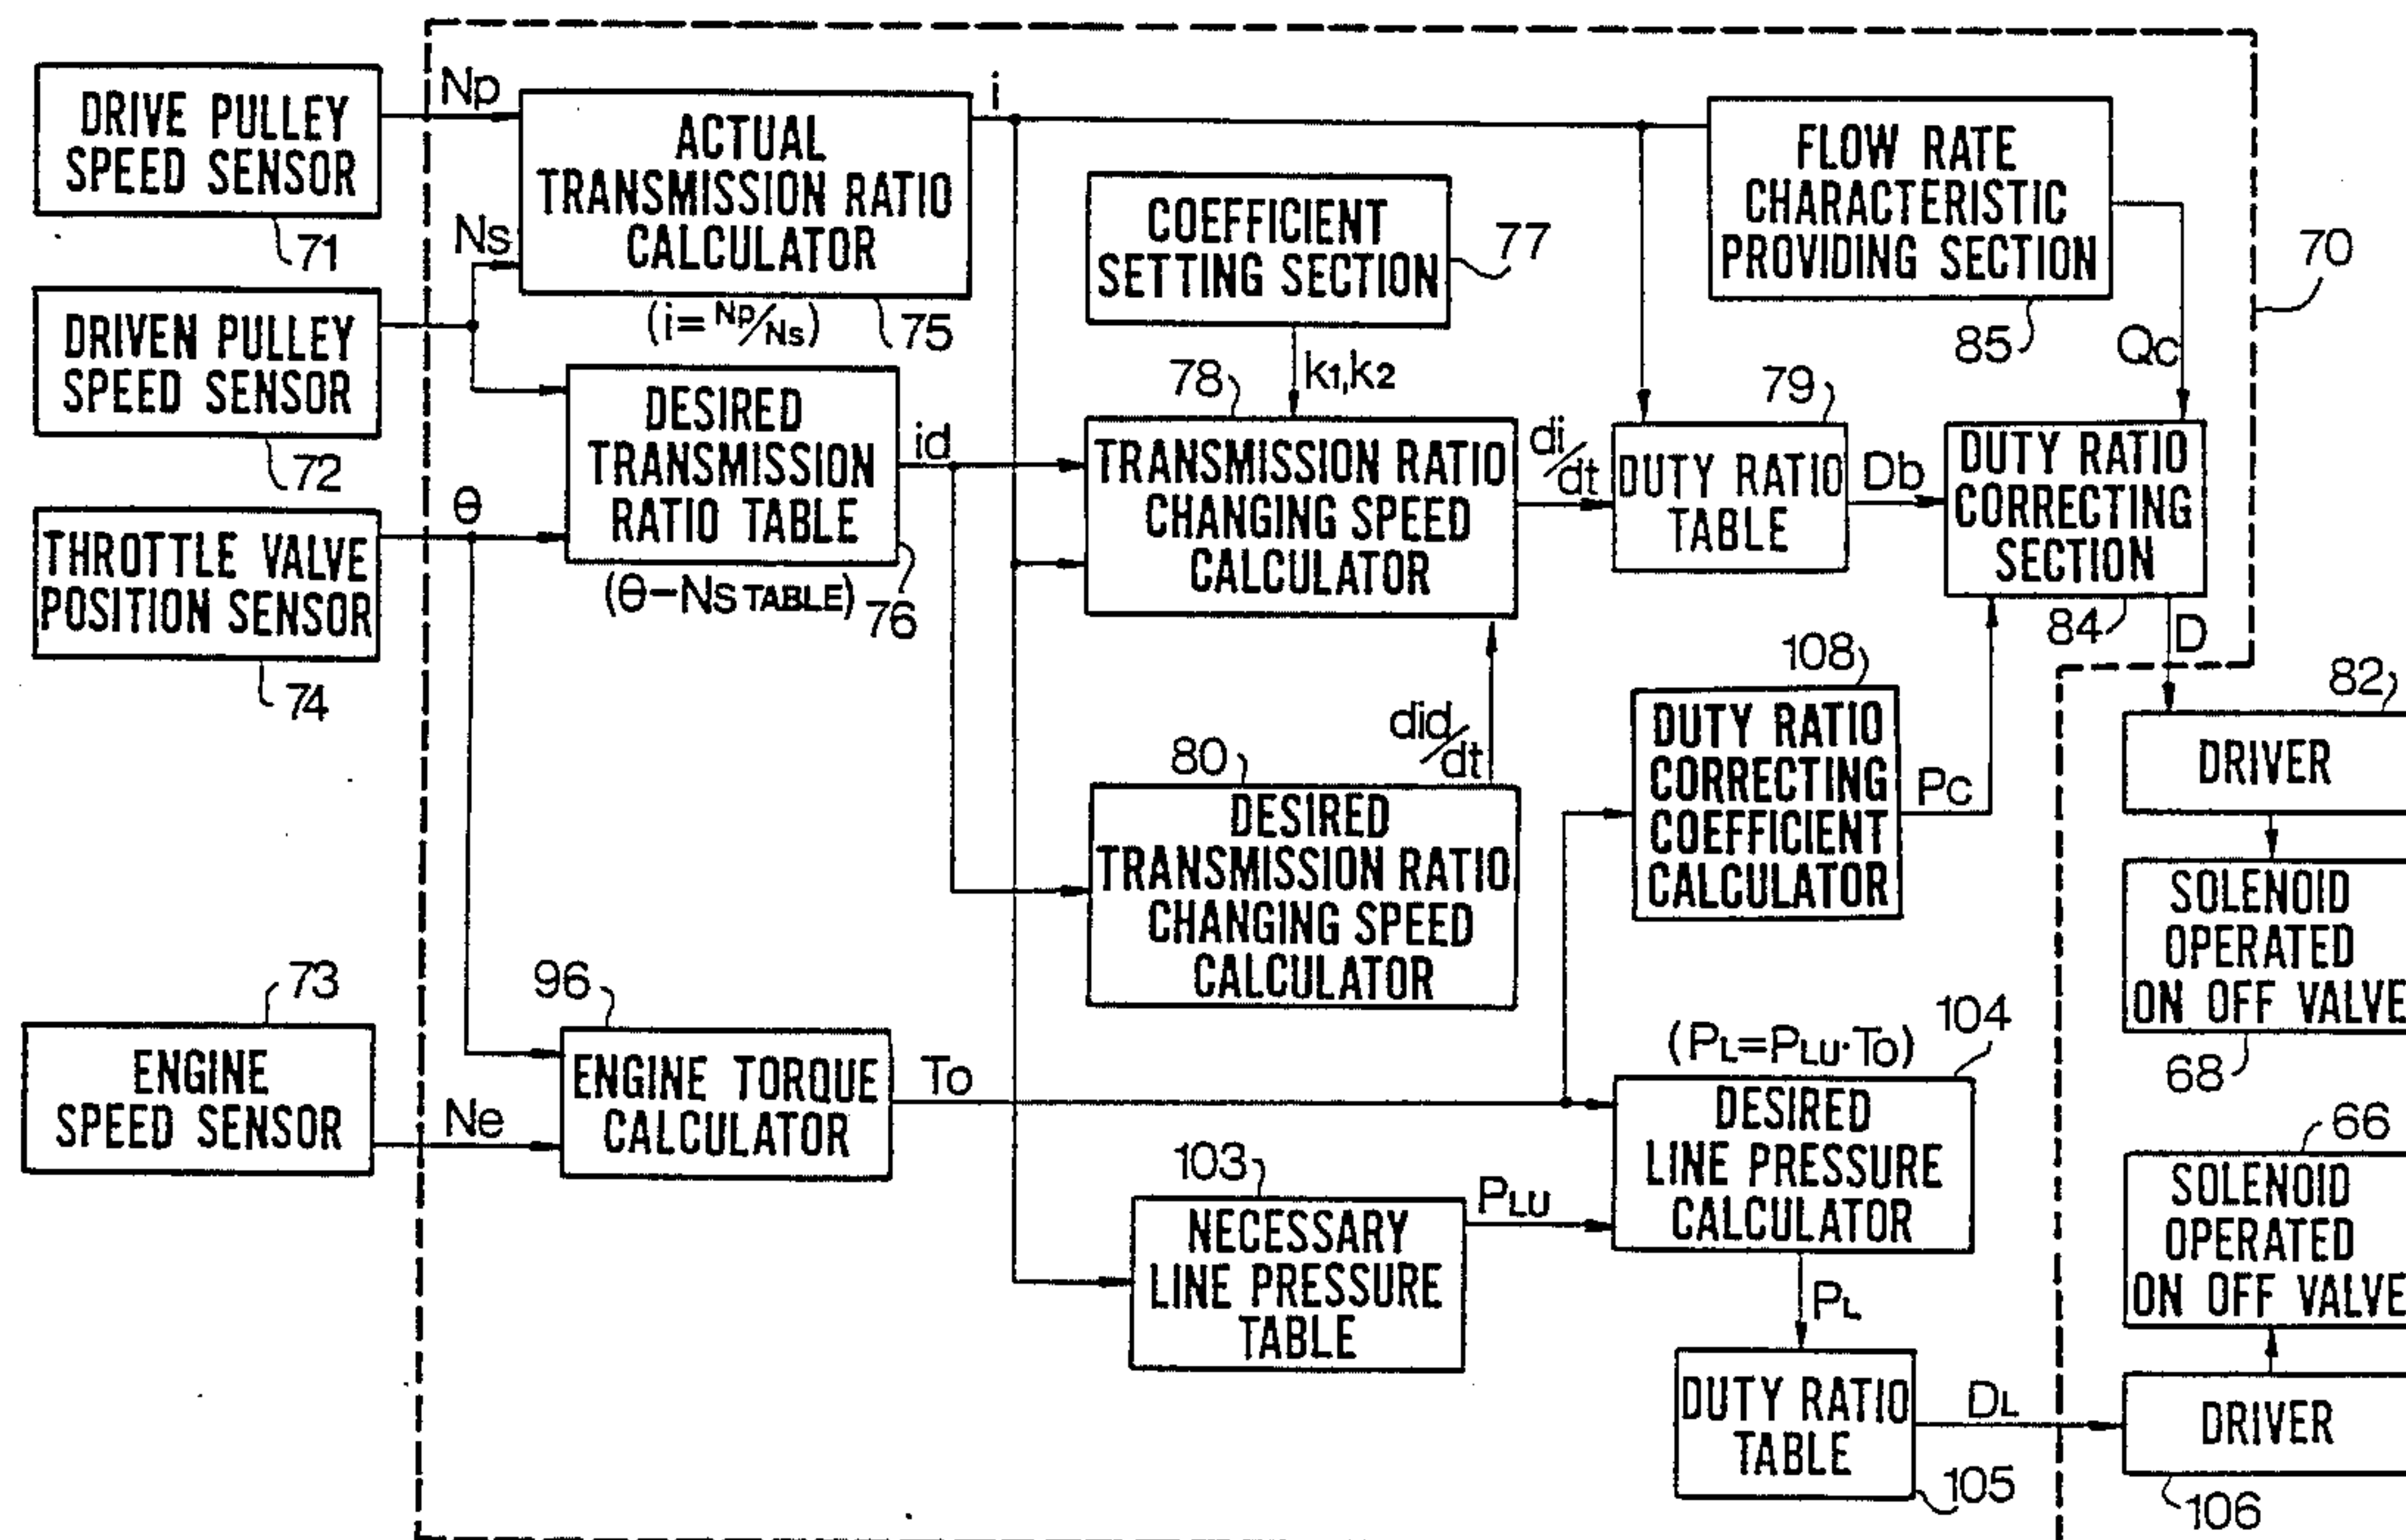 DRIVE PULLEY
SPEED SENSOR
71
Np
ACTUAL
TRANSMISSION RATIO
CALCULATOR
(i=Np/Ns)
75
i
FLOW RATE
CHARACTERISTIC
PROVIDING SECTION
85
Qc
70
COEFFICIENT
SETTING SECTION
77
k1,k2
DRIVEN PULLEY
SPEED SENSOR
72
Ns
DESIRED
TRANSMISSION
RATIO TABLE
(θ-Ns TABLE)
76
id
78
TRANSMISSION RATIO
CHANGING SPEED
CALCULATOR
di/dt
79
DUTY RATIO
TABLE
Db
DUTY RATIO
CORRECTING
SECTION
84
D
THROTTLE VALVE
POSITION SENSOR
74
θ
80
DESIRED
TRANSMISSION RATIO
CHANGING SPEED
CALCULATOR
did/dt
108
DUTY RATIO
CORRECTING
COEFFICIENT
CALCULATOR
Pc
82
DRIVER
SOLENOID
OPERATED
ON OFF VALVE
68
73
ENGINE
SPEED SENSOR
Ne
96
ENGINE TORQUE
CALCULATOR
To
(PL=PLU·To)
104
DESIRED
LINE PRESSURE
CALCULATOR
103
NECESSARY
LINE PRESSURE
TABLE
PLU
PL
DUTY RATIO
TABLE
105
DL
66
SOLENOID
OPERATED
ON OFF VALVE
DRIVER
106